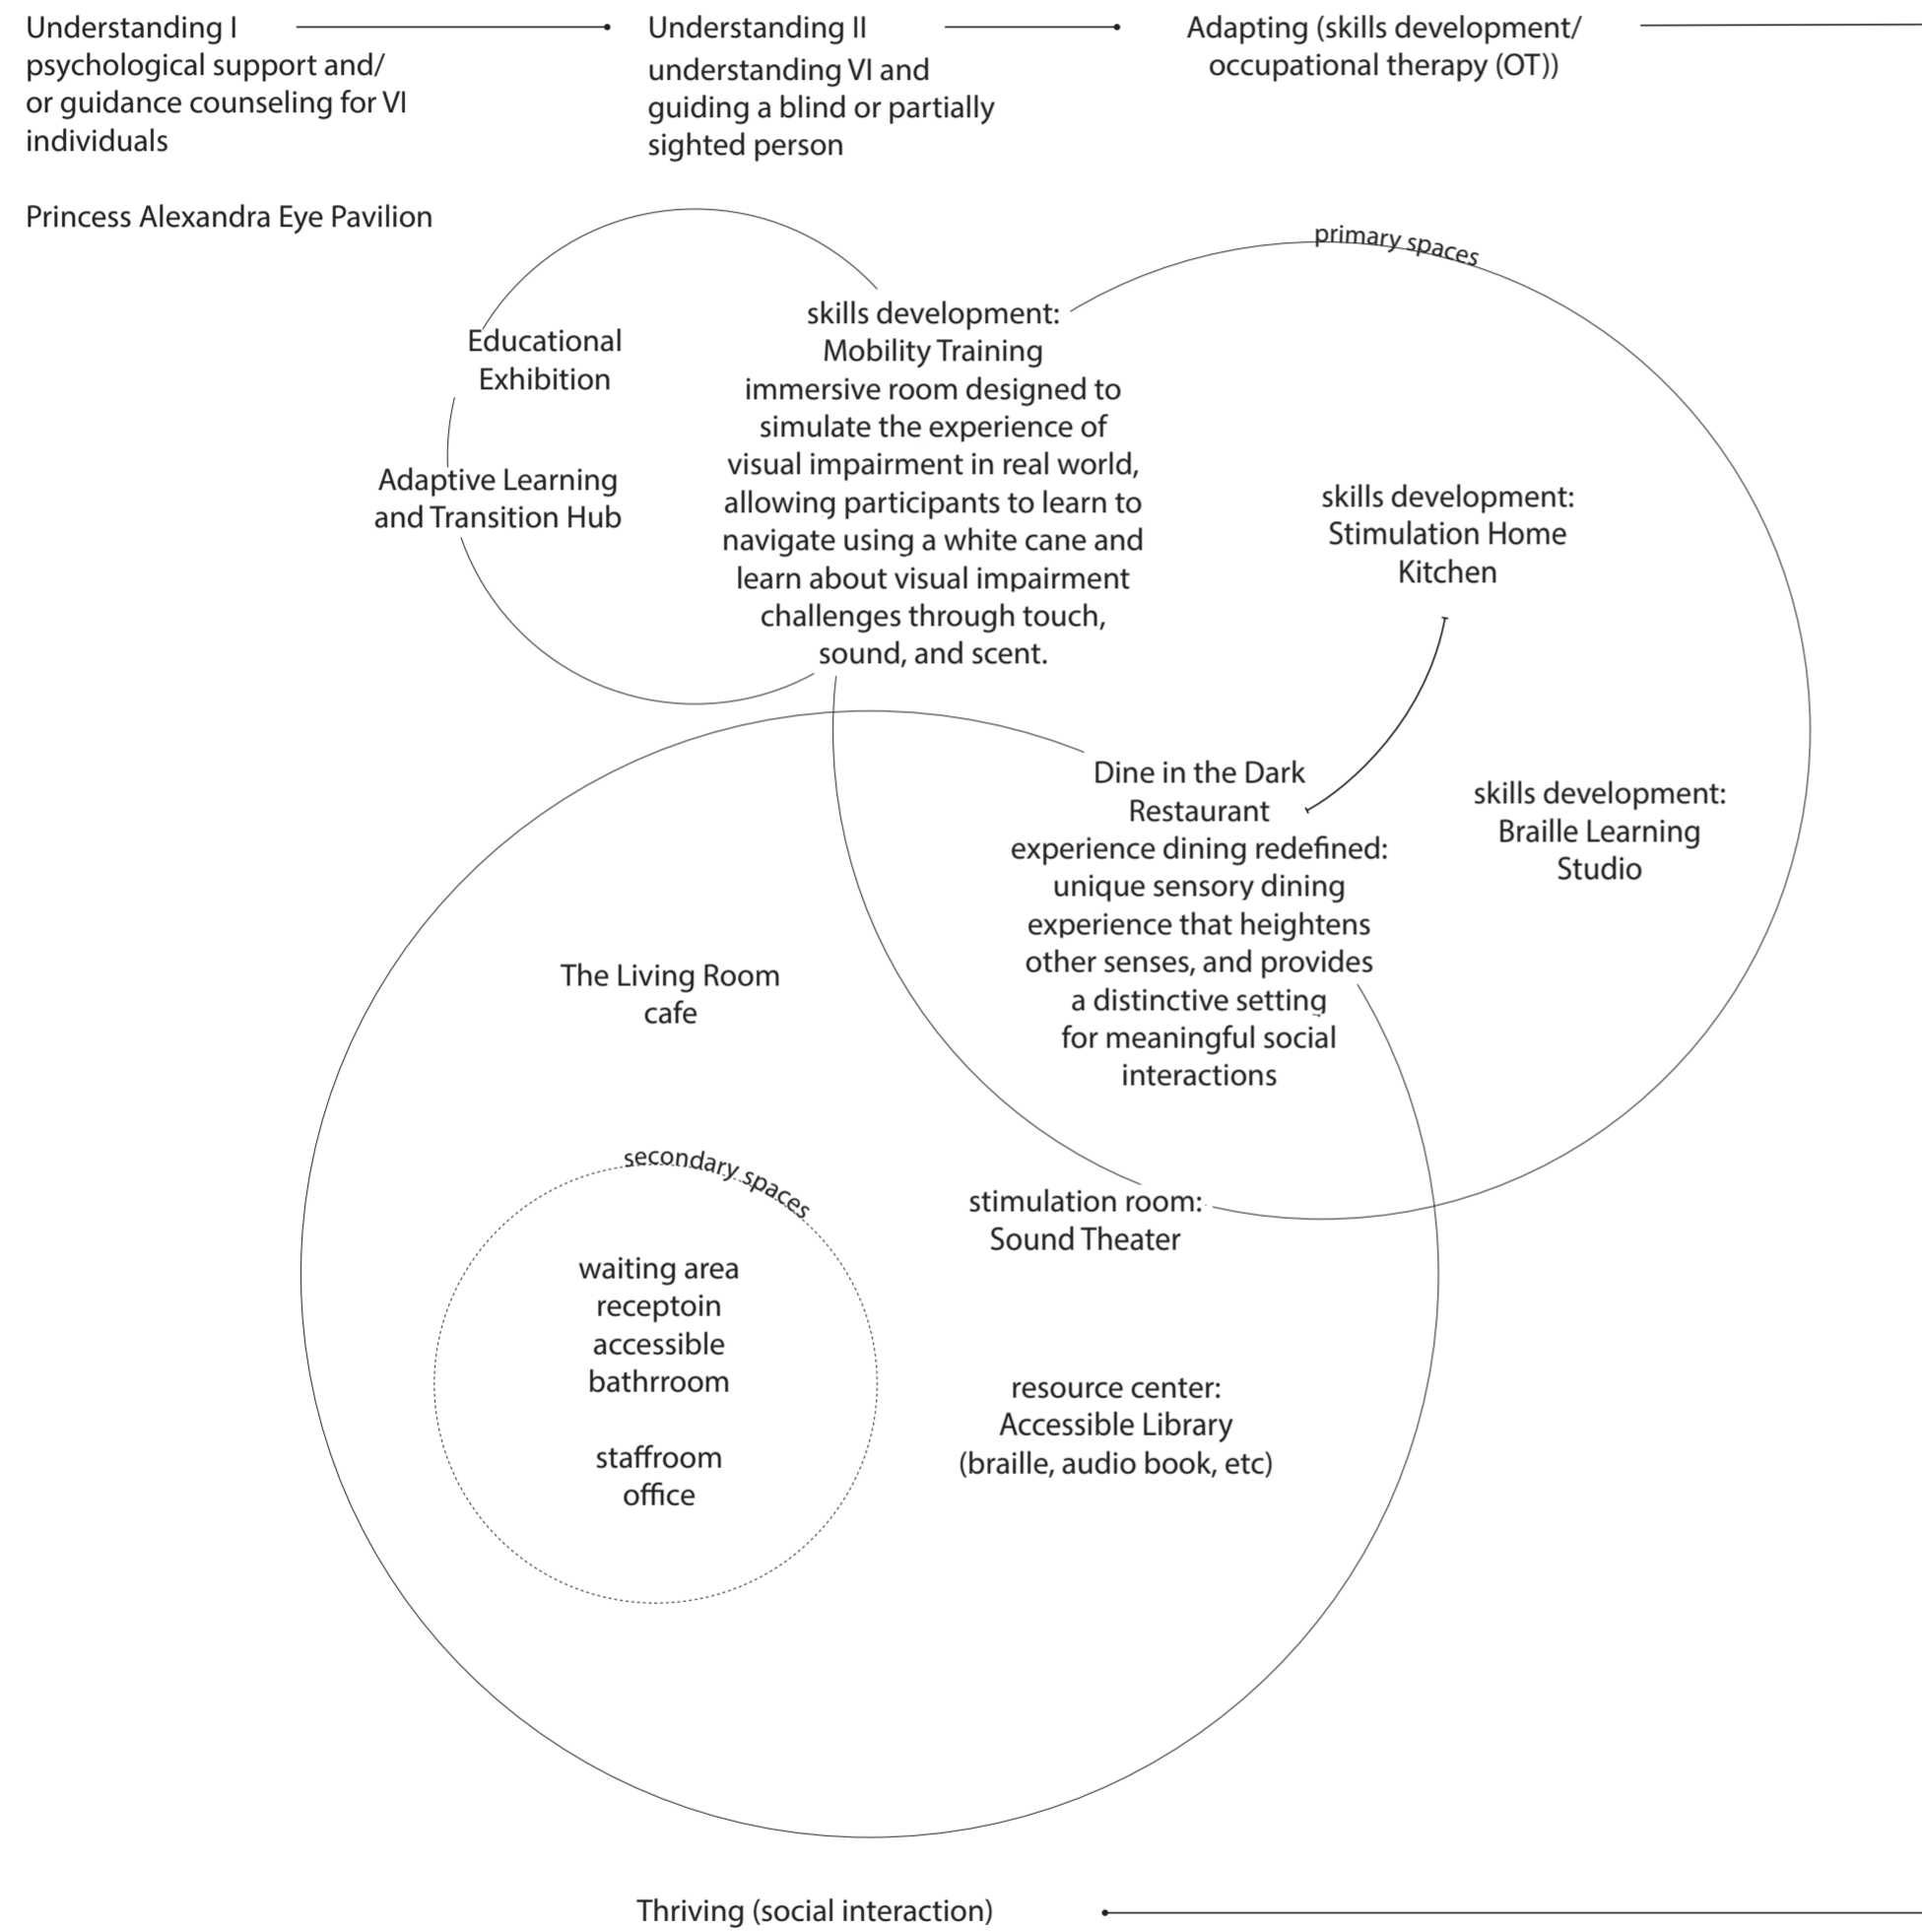 Understanding I
psychological support and/
or guidance counseling for VI
individuals
Princess Alexandra Eye Pavilion
Understanding II
understanding VI and
guiding a blind or partially
sighted person
Adapting (skills development/
occupational therapy (OT))
primary spaces
Educational
Exhibition
Adaptive Learning
and Transition Hub
skills development:
Mobility Training
immersive room designed to
simulate the experience of
visual impairment in real world,
allowing participants to learn to
navigate using a white cane and
learn about visual impairment
challenges through touch,
sound, and scent.
skills development:
Stimulation Home
Kitchen
Dine in the Dark
Restaurant
experience dining redefined:
unique sensory dining
experience that heightens
other senses, and provides
a distinctive setting
for meaningful social
interactions
skills development:
Braille Learning
Studio
The Living Room
cafe
secondary spaces
waiting area
receptoin
accessible
bathrroom
staffroom
office
stimulation room:
Sound Theater
resource center:
Accessible Library
(braille, audio book, etc)
Thriving (social interaction)